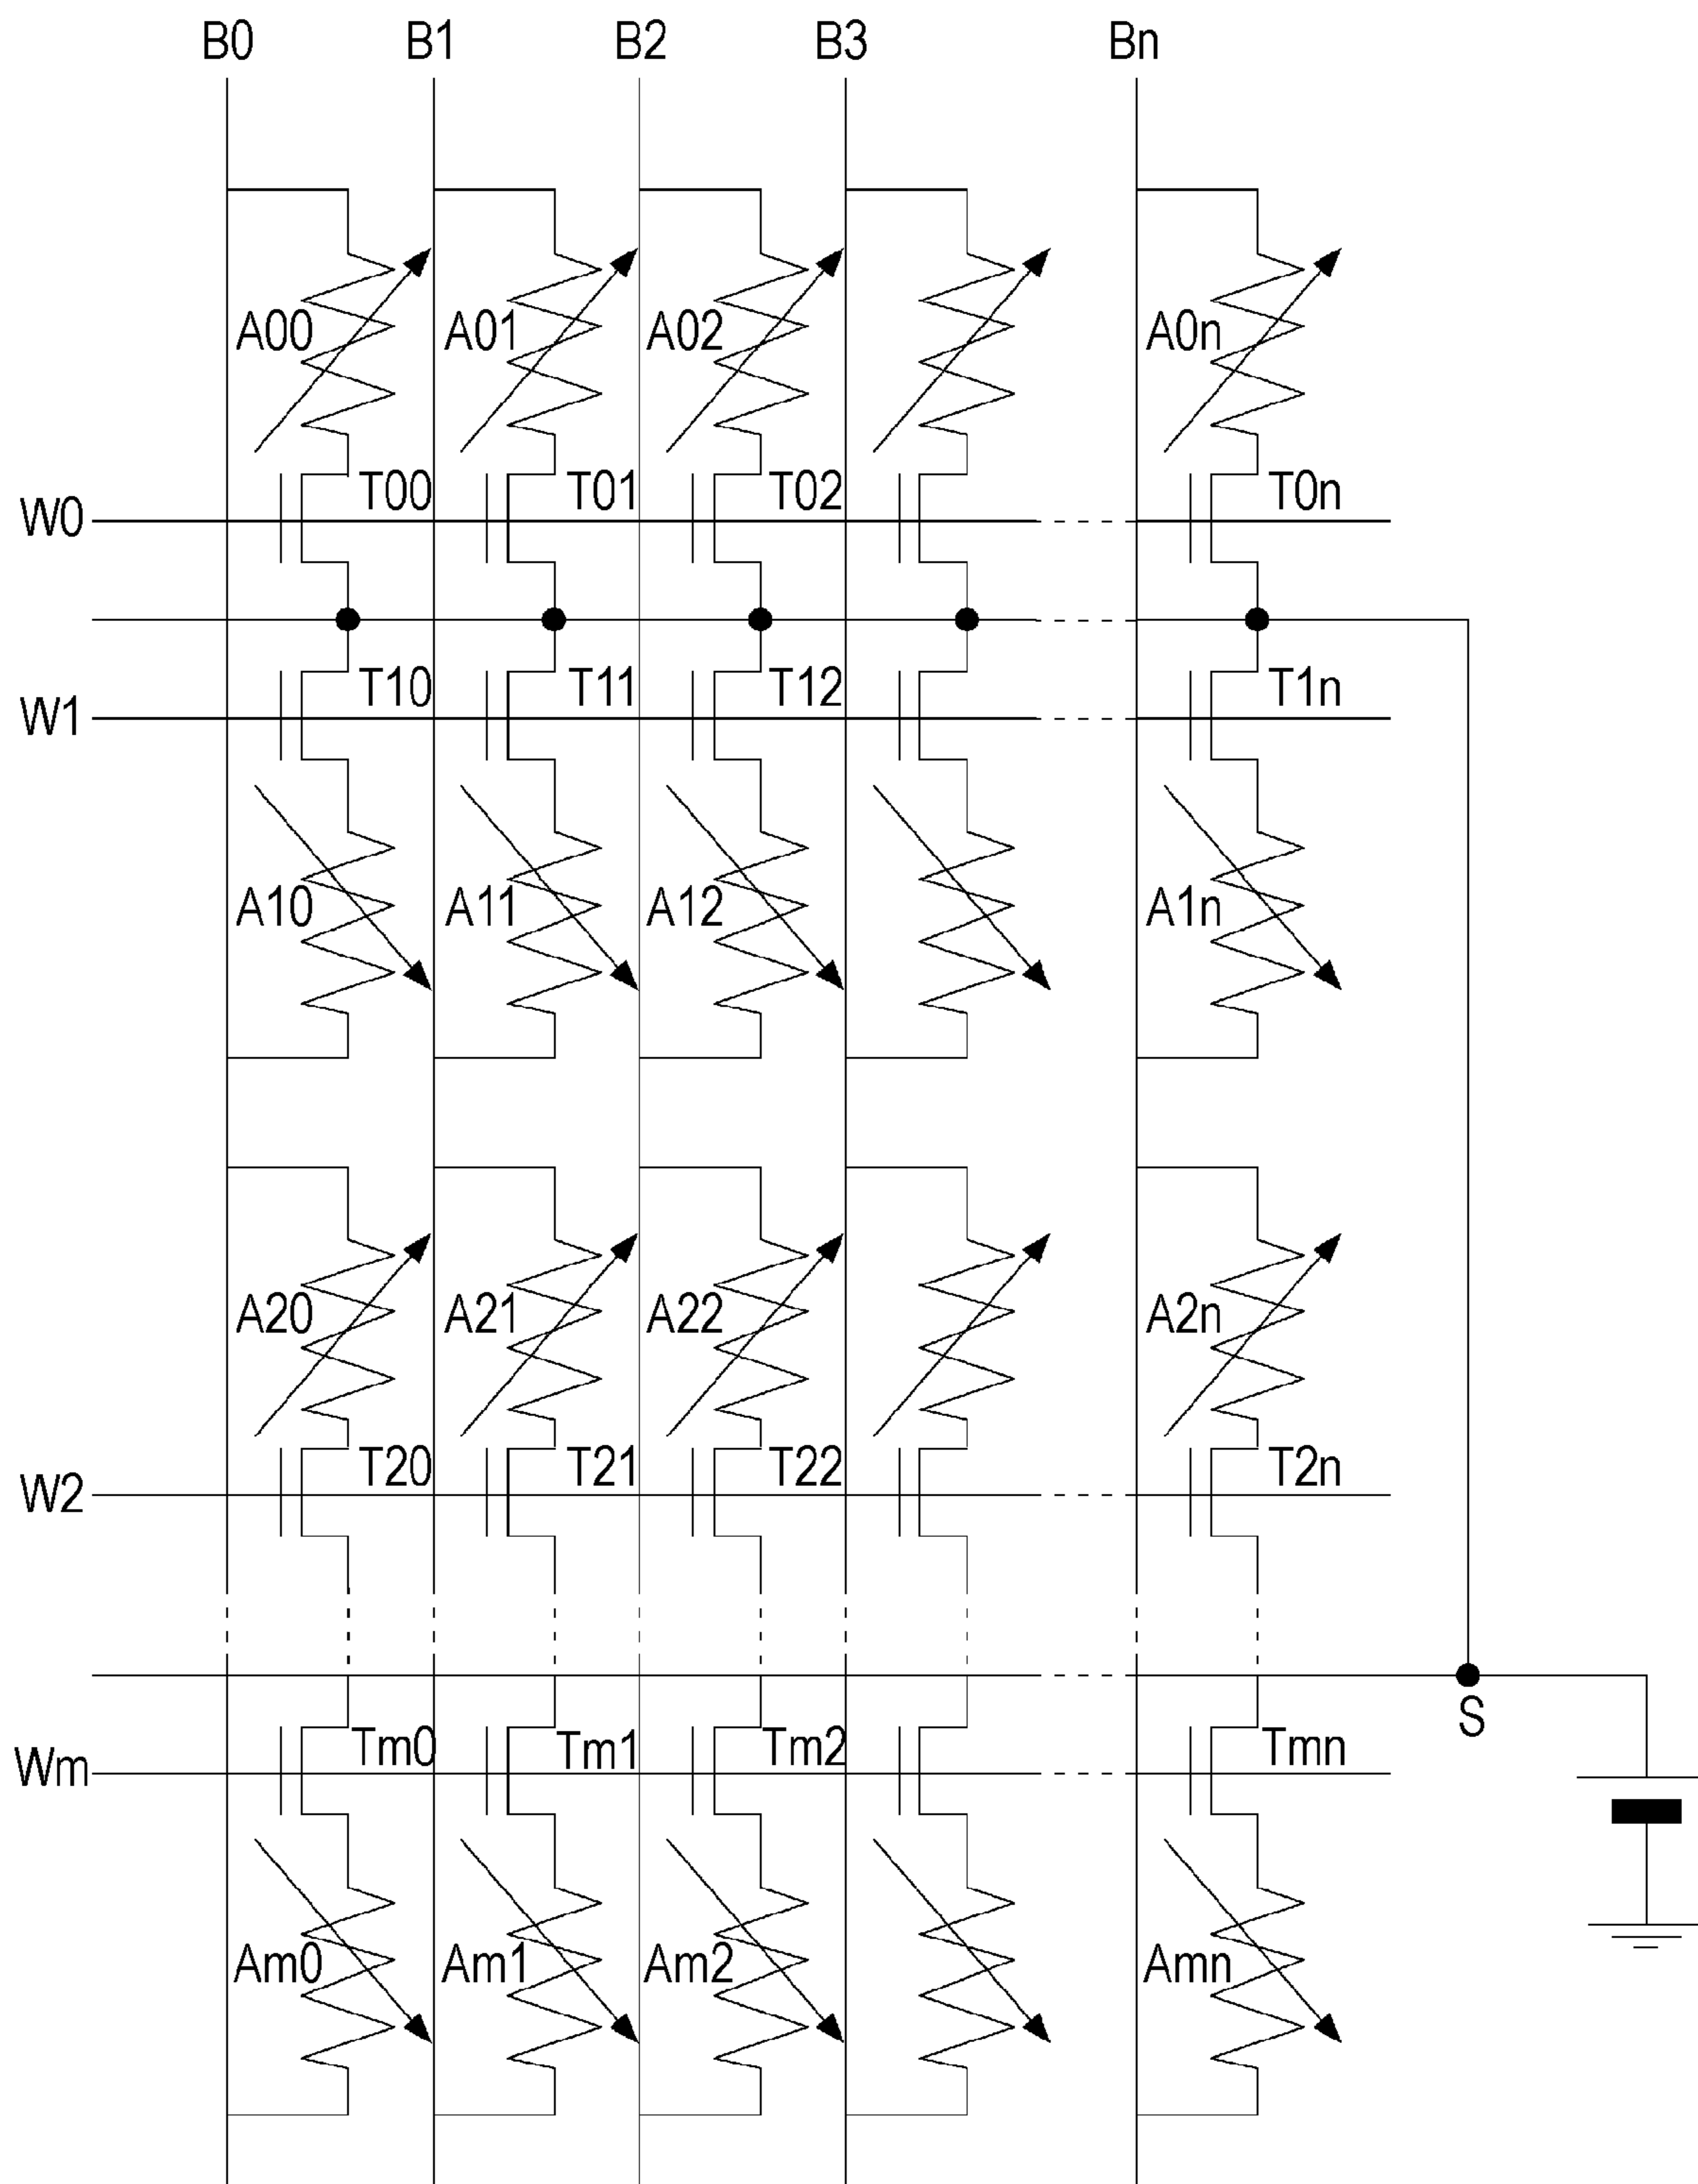 B0 B1 B2 B3 Bn
A00 A01 A02 A0n
T00 T01 T02 T0n
W0
T10 T11 T12 T1n
W1
A10 A11 A12 A1n
A20 A21 A22 A2n
T20 T21 T22 T2n
W2
S
Tm0 Tm1 Tm2 Tmn
Wm
Am0 Am1 Am2 Amn